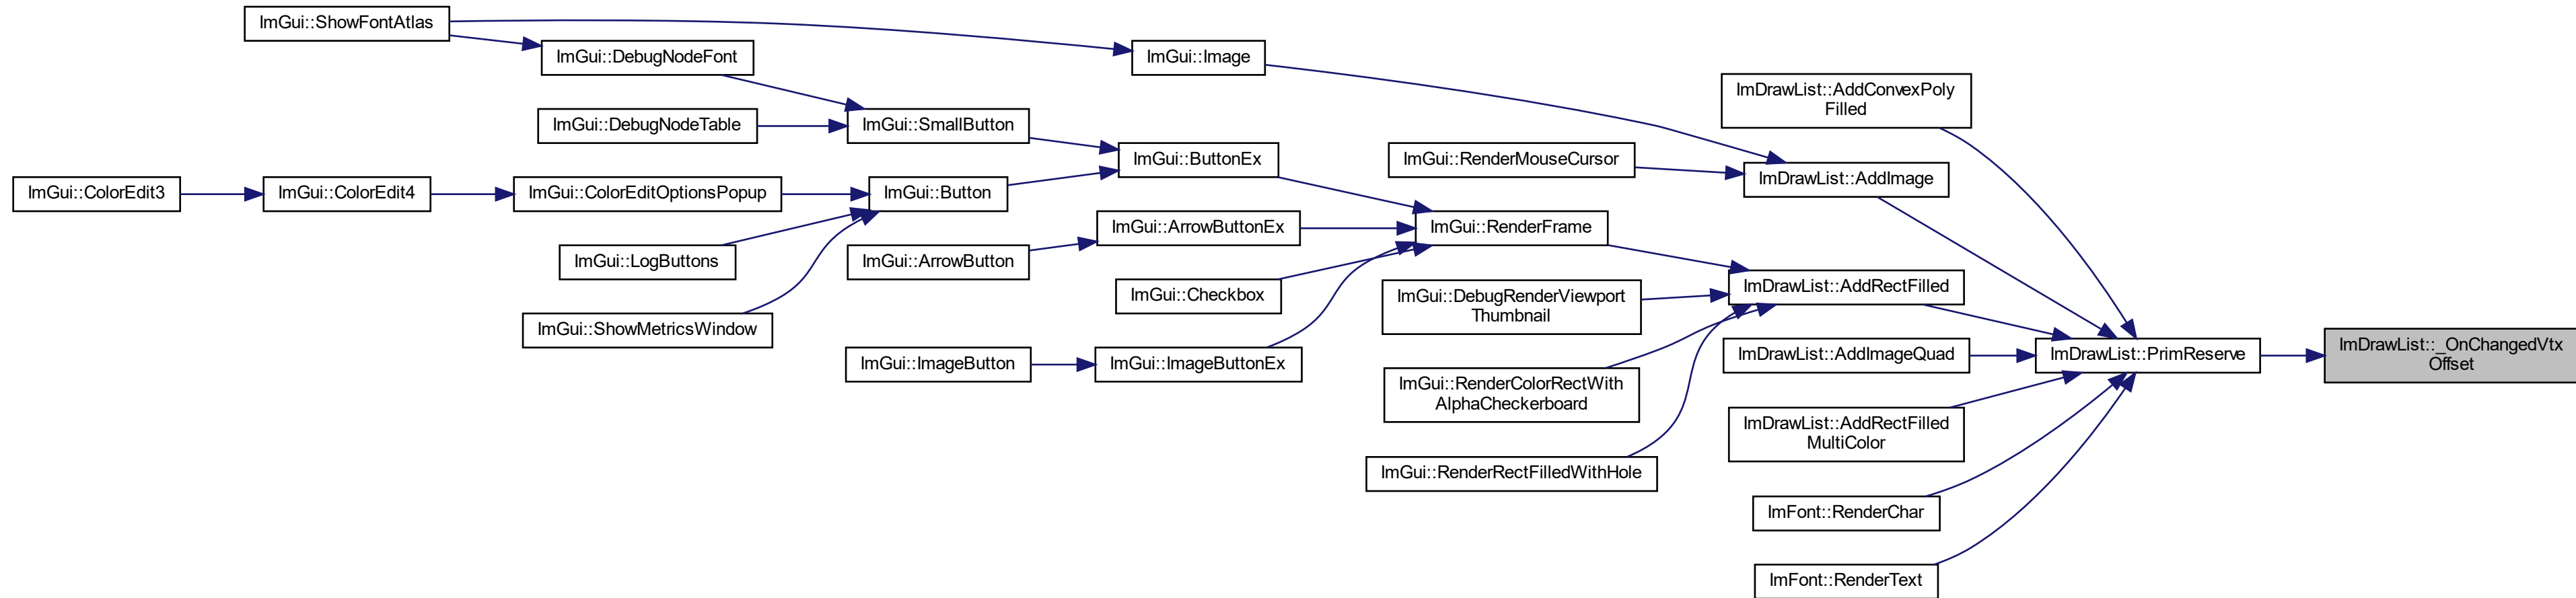 ImGui::ShowFontAtlas
ImGui::DebugNodeFont
ImGui::Image
ImDrawList::AddConvexPoly
Filled
ImGui::DebugNodeTable
ImGui::SmallButton
ImGui::ButtonEx
ImGui::RenderMouseCursor
ImDrawList::AddImage
ImGui::ColorEdit3
ImGui::ColorEdit4
ImGui::ColorEditOptionsPopup
ImGui::Button
ImGui::ArrowButtonEx
ImGui::RenderFrame
ImGui::LogButtons
ImGui::ArrowButton
ImGui::Checkbox
ImGui::DebugRenderViewport
Thumbnail
ImDrawList::AddRectFilled
ImGui::ShowMetricsWindow
ImGui::ImageButton
ImGui::ImageButtonEx
ImGui::RenderColorRectWith
AlphaCheckerboard
ImDrawList::AddImageQuad
ImDrawList::PrimReserve
ImDrawList::_OnChangedVtx
Offset
ImDrawList::AddRectFilled
MultiColor
ImGui::RenderRectFilledWithHole
ImFont::RenderChar
ImFont::RenderText